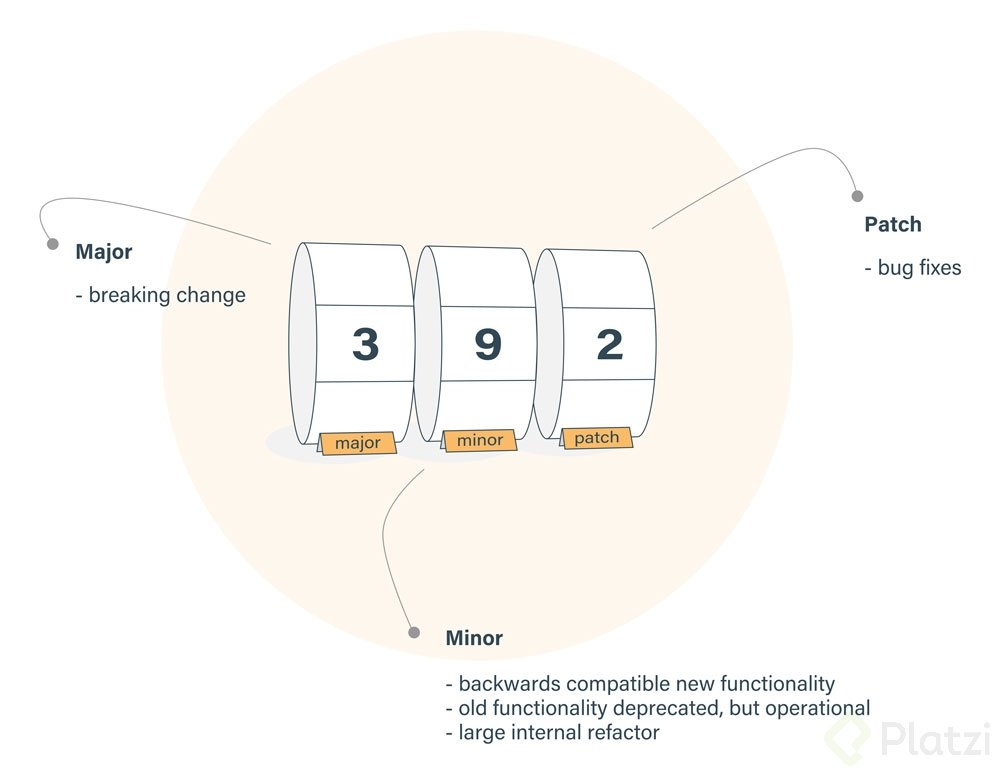 Major
- breaking change
Patch
- bug fixes
3 9 2
major minor patch
Minor
- backwards compatible new functionality
- old functionality deprecated, but operational
- large internal refactor
Platzi